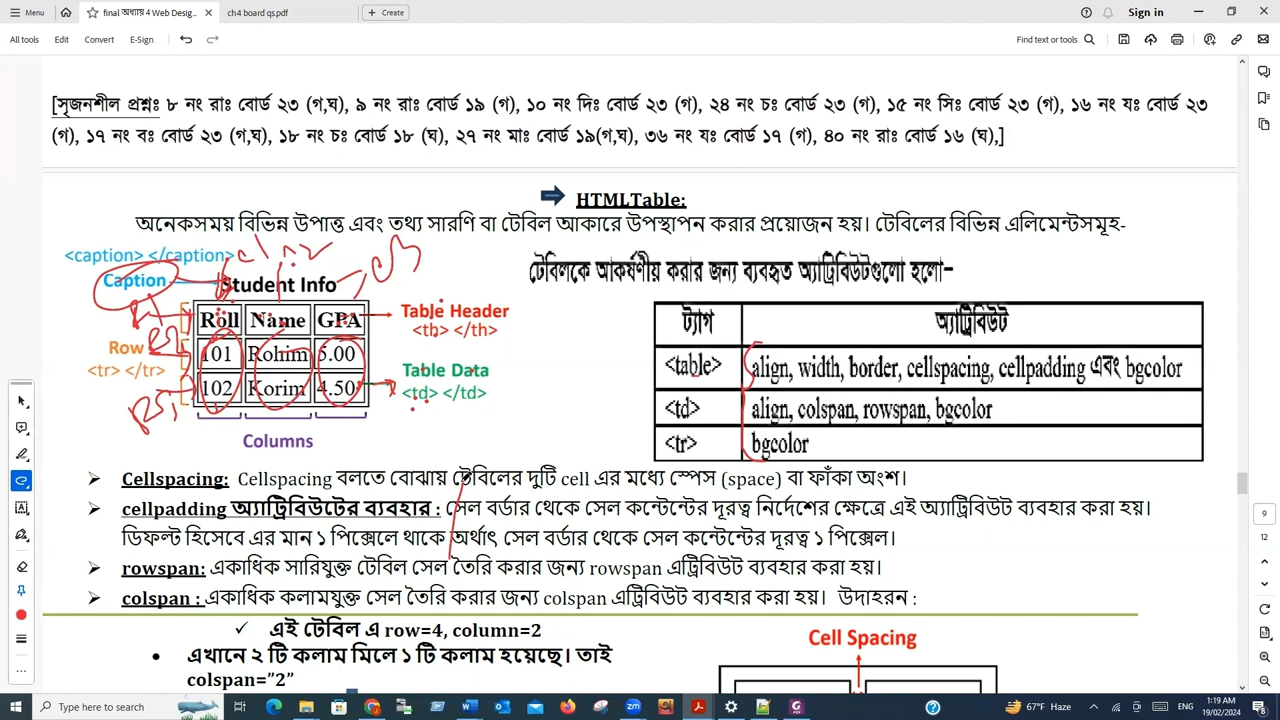 Menu
final অধ্যায় 4 Web Desig...
ch4 board qs.pdf
Create
Sign in
All tools
Edit
Convert
E-Sign
Find text or tools
[সৃজনশীল প্রশ্নঃ ৮ নং রাঃ বোর্ড ২৩ (গ,ঘ), ৯ নং রাঃ বোর্ড ১৯ (গ), ১০ নং দিঃ বোর্ড ২৩ (গ), ২৪ নং চঃ বোর্ড ২৩ (গ), ১৫ নং সিঃ বোর্ড ২৩ (গ), ১৬ নং যঃ বোর্ড ২৩
(গ), ১৭ নং বঃ বোর্ড ২৩ (গ,ঘ), ১৮ নং চঃ বোর্ড ১৮ (ঘ), ২৭ নং মাঃ বোর্ড ১৯(গ,ঘ), ৩৬ নং যঃ বোর্ড ১৭ (গ), ৪০ নং রাঃ বোর্ড ১৬ (ঘ),]
HTMLTable:
অনেকসময় বিভিন্ন উপাত্ত এবং তথ্য সারণি বা টেবিল আকারে উপস্থাপন করার প্রয়োজন হয়। টেবিলের বিভিন্ন এলিমেন্টসমূহ-
<caption> </caption>
Caption
Student Info
Roll Name GPA
Table Header
<th> </th>
Row
<tr> </tr>
101 Rohim 5.00
102 Korim 4.50
Table Data
<td> </td>
Columns
টেবিলকে আকর্ষণীয় করার জন্য ব্যবহৃত অ্যাট্রিবিউটগুলো হলো-
ট্যাগ অ্যাট্রিবিউট
<table> align, width, border, cellspacing, cellpadding এবং bgcolor
<td> align, colspan, rowspan, bgcolor
<tr> bgcolor
Cellspacing: Cellspacing বলতে বোঝায় টেবিলের দুটি cell এর মধ্যে স্পেস (space) বা ফাঁকা অংশ।
cellpadding অ্যাট্রিবিউটের ব্যবহার : সেল বর্ডার থেকে সেল কন্টেন্টের দূরত্ব নির্দেশের ক্ষেত্রে এই অ্যাট্রিবিউট ব্যবহার করা হয়।
ডিফল্ট হিসেবে এর মান ১ পিক্সেলে থাকে অর্থাৎ সেল বর্ডার থেকে সেল কন্টেন্টের দূরত্ব ১ পিক্সেল।
rowspan: একাধিক সারিযুক্ত টেবিল সেল তৈরি করার জন্য rowspan এট্রিবিউট ব্যবহার করা হয়।
colspan : একাধিক কলামযুক্ত সেল তৈরি করার জন্য colspan এট্রিবিউট ব্যবহার করা হয়। উদাহরন :
এই টেবিল এ row=4, column=2
এখানে ২ টি কলাম মিলে ১ টি কলাম হয়েছে। তাই
colspan="2"
Cell Spacing
9
12
Type here to search
67°F Haze
ENG
1:19 AM
19/02/2024